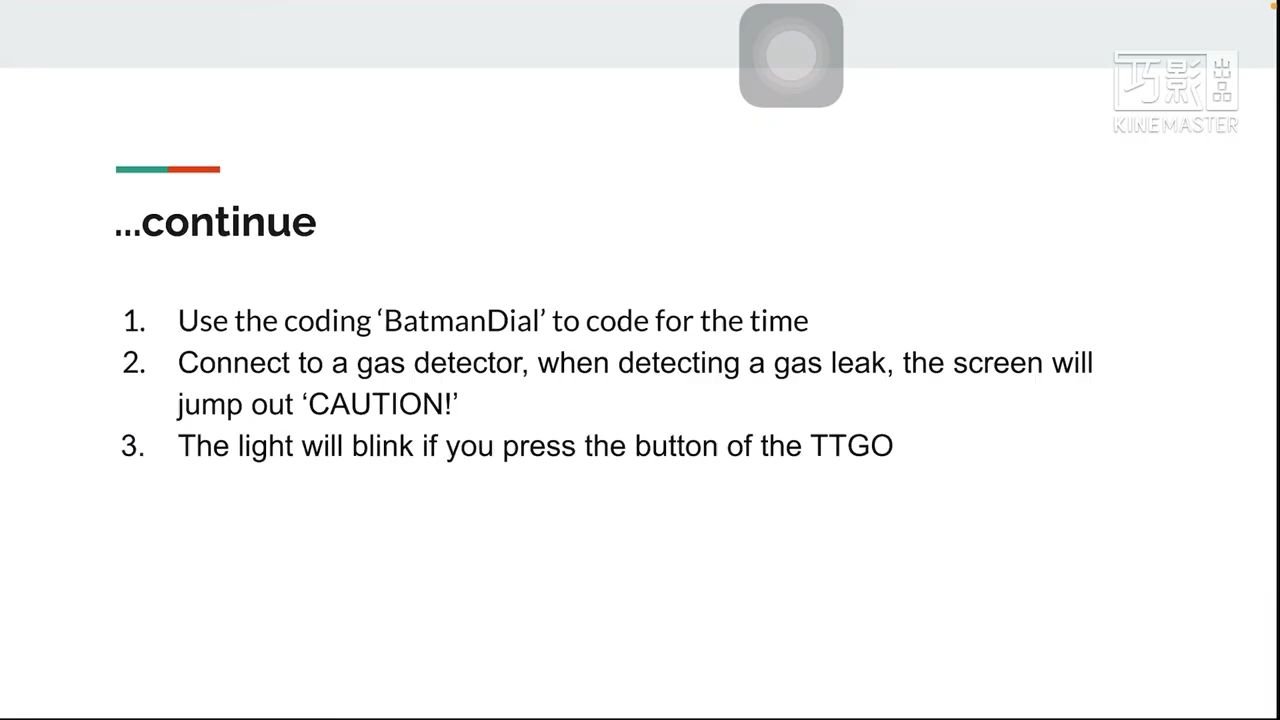 巧影出品
KINEMASTER
...continue
1. Use the coding ‘BatmanDial’ to code for the time
2. Connect to a gas detector, when detecting a gas leak, the screen will
jump out ‘CAUTION!’
3. The light will blink if you press the button of the TTGO